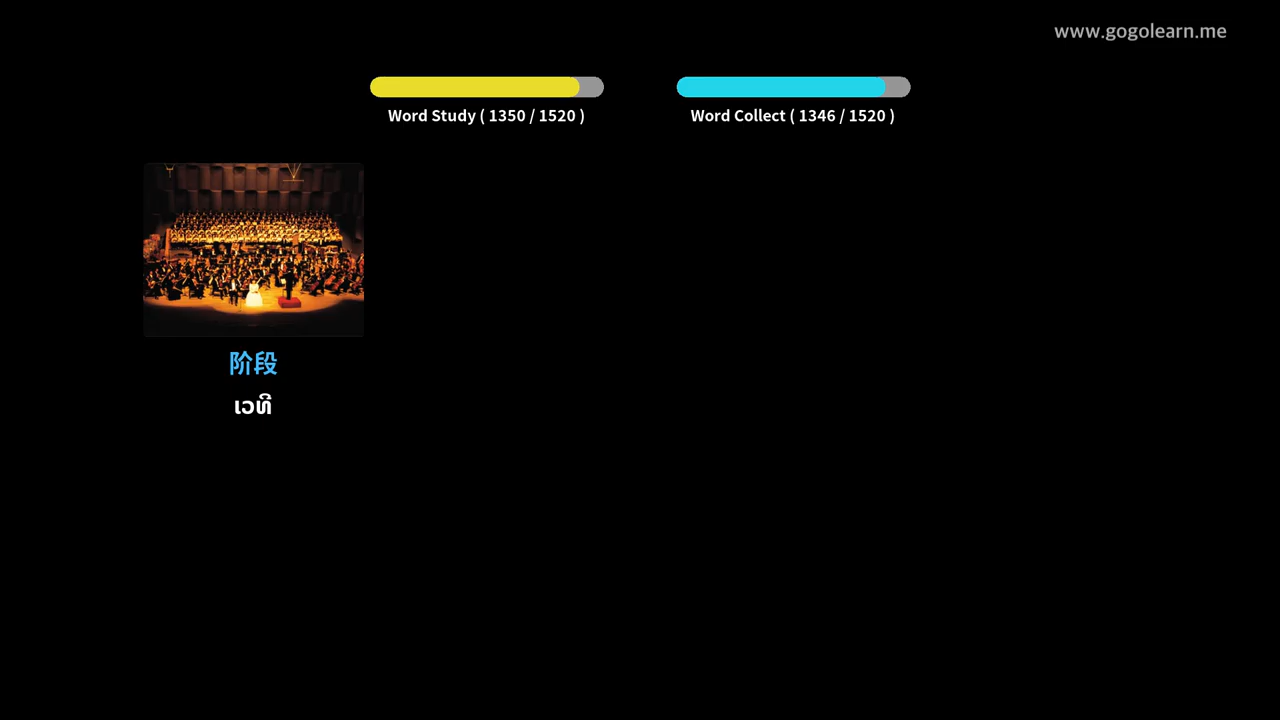 www.gogolearn.me
Word Study ( 1350 / 1520 )
Word Collect ( 1346 / 1520 )
阶段
ເວທີ